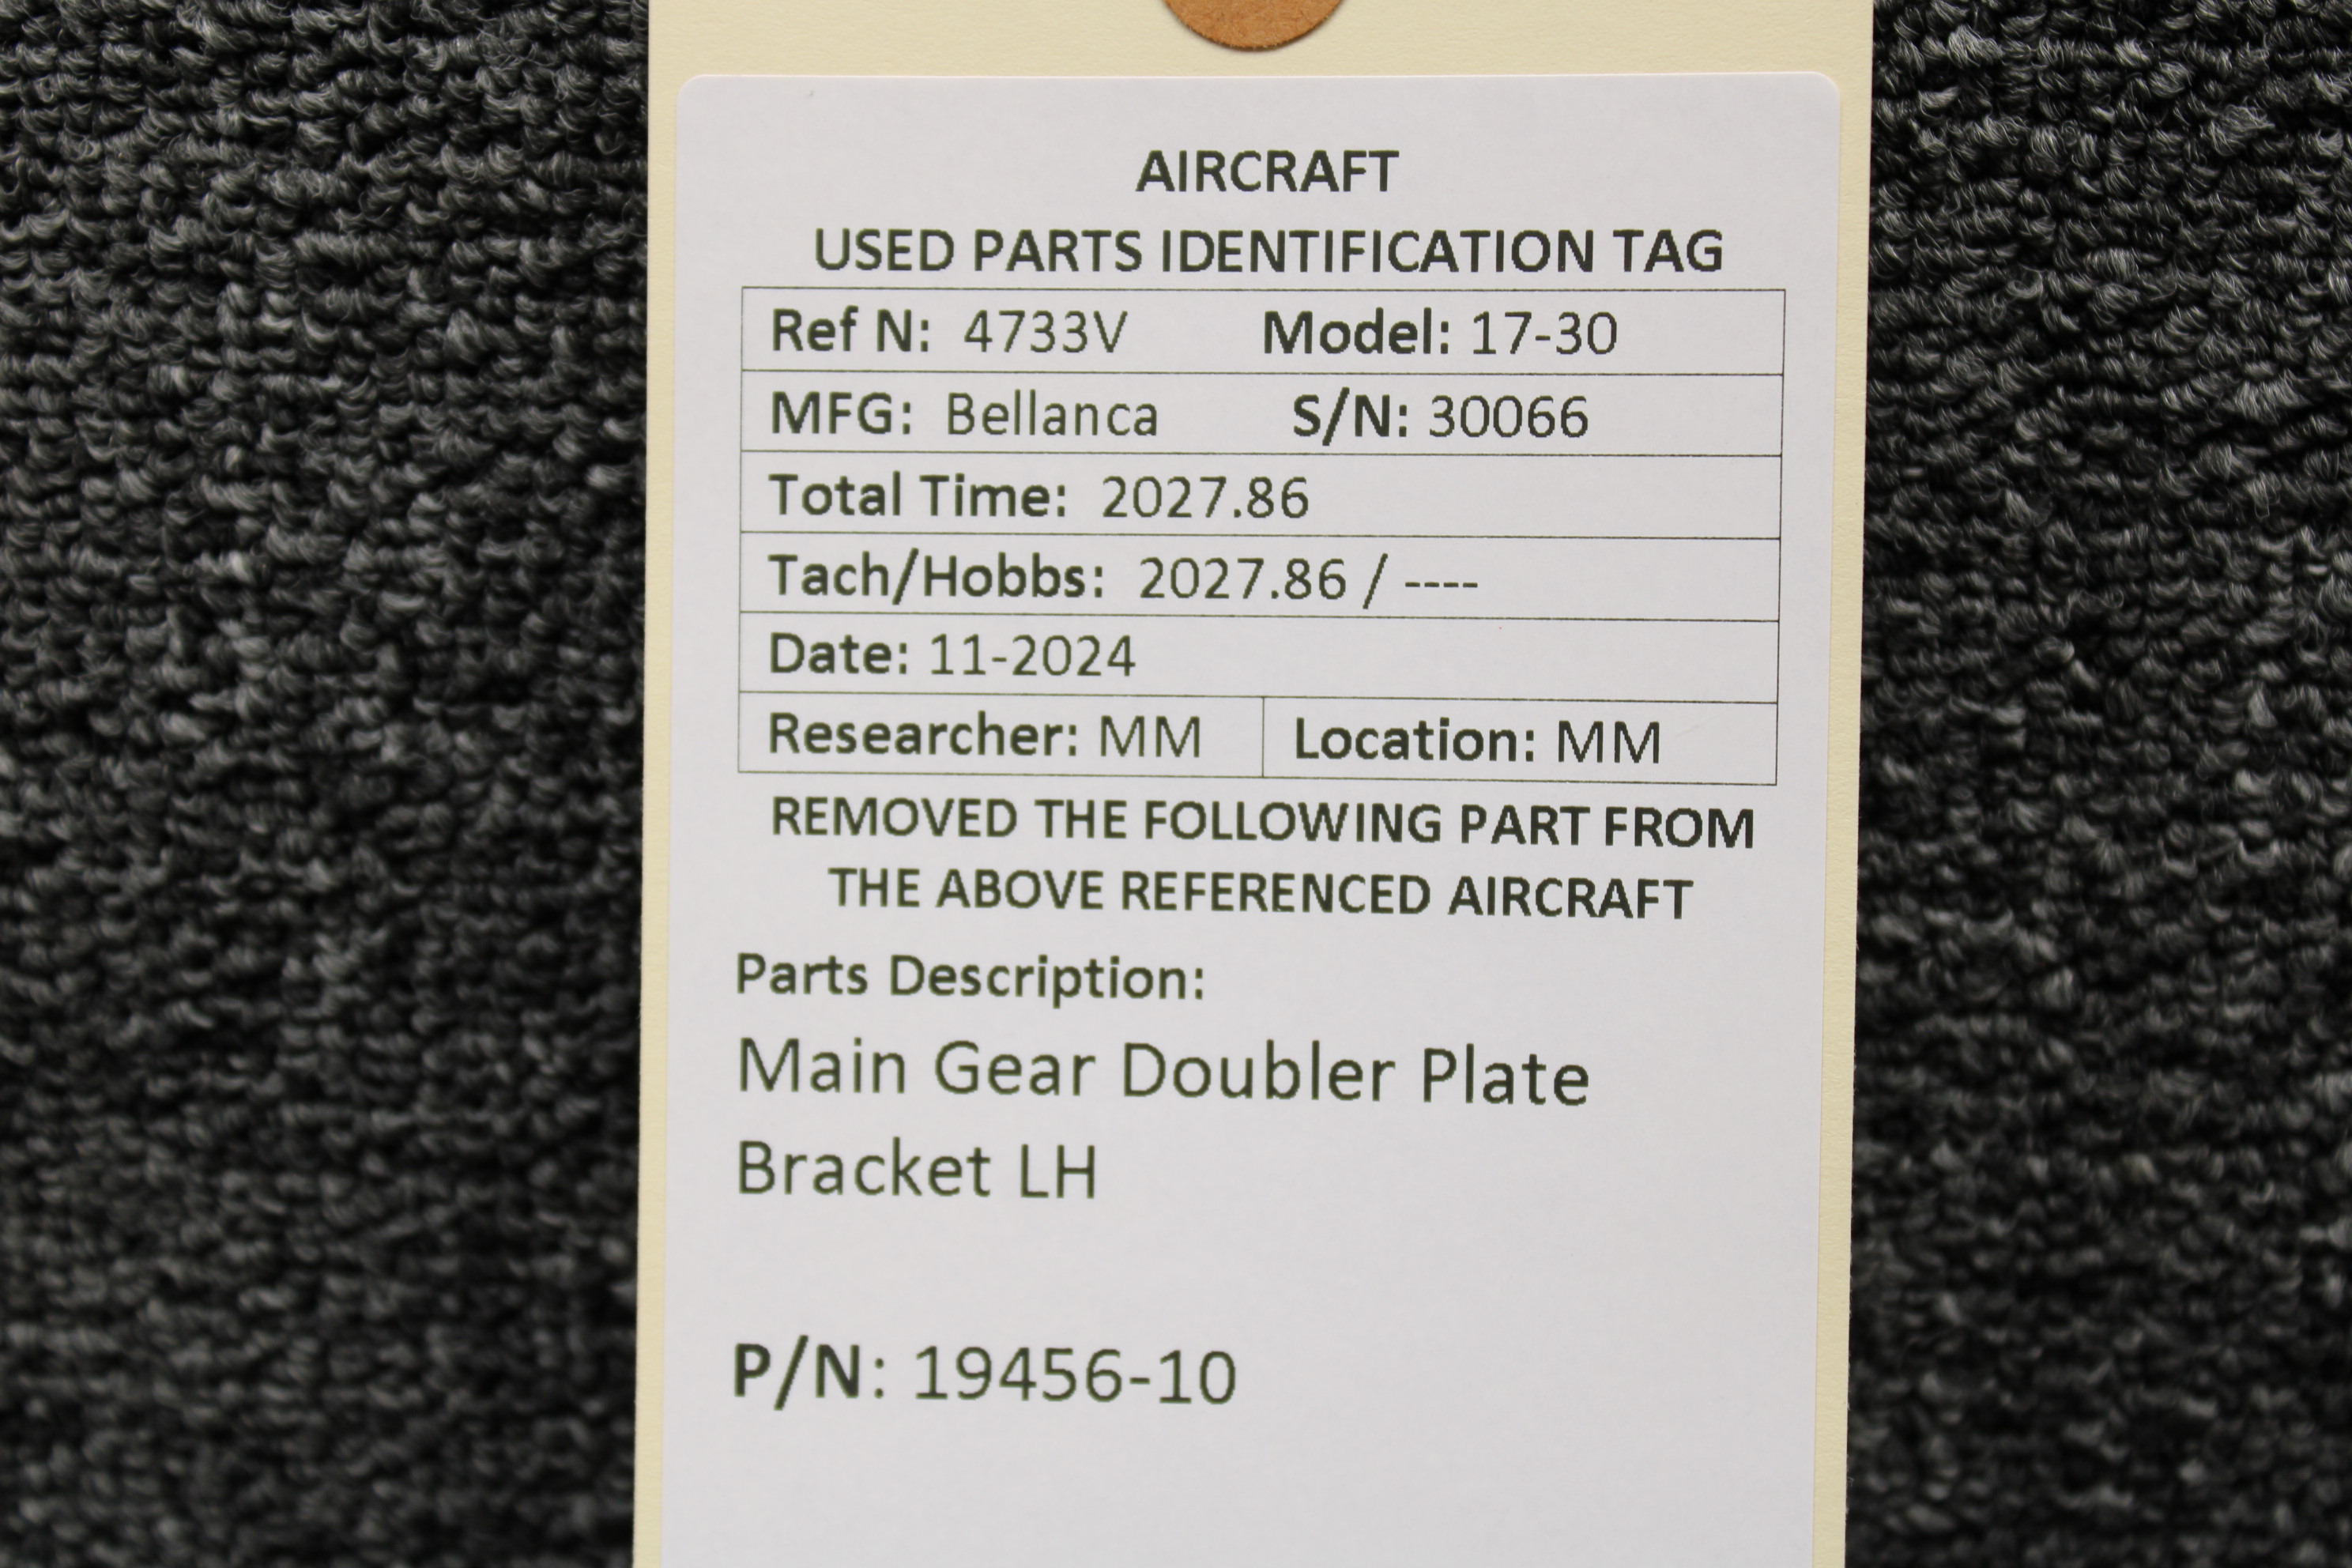 AIRCRAFT
USED PARTS IDENTIFICATION TAG
Ref N: 4733V Model: 17-30
MFG: Bellanca S/N: 30066
Total Time: 2027.86
Tach/Hobbs: 2027.86 / ----
Date: 11-2024
Researcher: MM Location: MM
REMOVED THE FOLLOWING PART FROM
THE ABOVE REFERENCED AIRCRAFT
Parts Description:
Main Gear Doubler Plate
Bracket LH
P/N: 19456-10